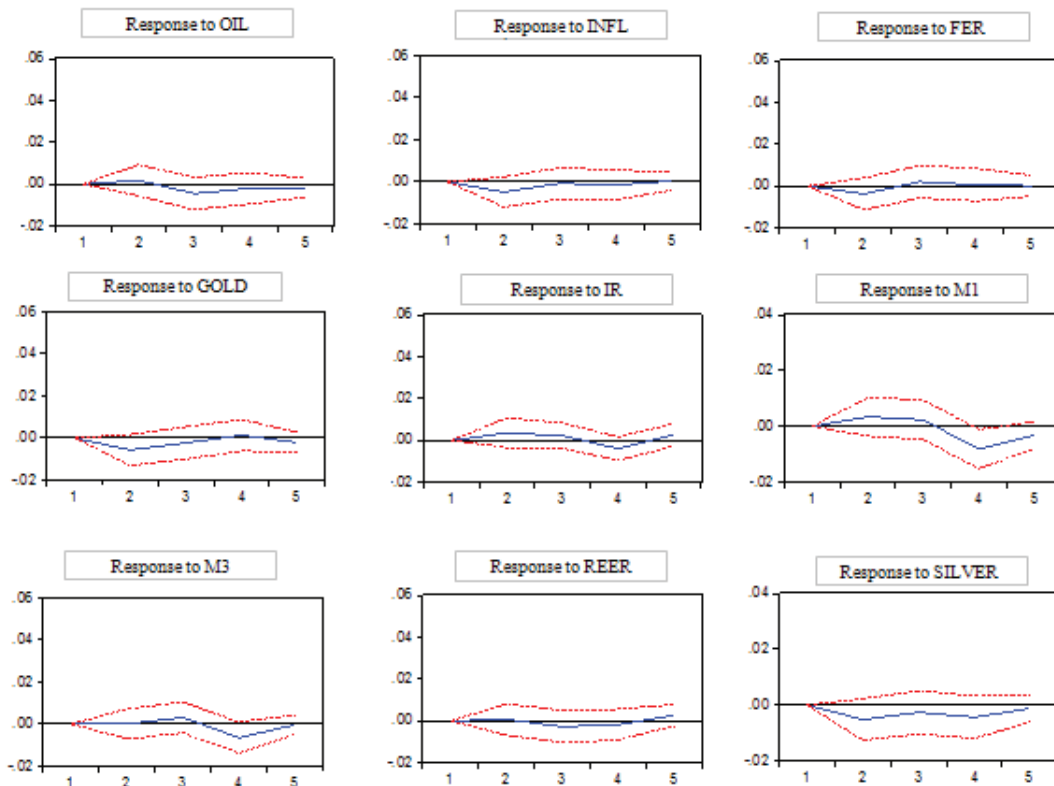 Response to OIL
.06
.04
.02
.00
-.02
1 2 3 4 5
Response to INFL
.06
.04
.02
.00
-.02
1 2 3 4 5
Response to FER
.06
.04
.02
.00
-.02
1 2 3 4 5
Response to GOLD
.06
.04
.02
.00
-.02
1 2 3 4 5
Response to IR
.06
.04
.02
.00
-.02
1 2 3 4 5
Response to M1
.04
.02
.00
-.02
1 2 3 4 5
Response to M3
.06
.04
.02
.00
-.02
1 2 3 4 5
Response to REER
.06
.04
.02
.00
-.02
1 2 3 4 5
Response to SILVER
.04
.02
.00
-.02
1 2 3 4 5